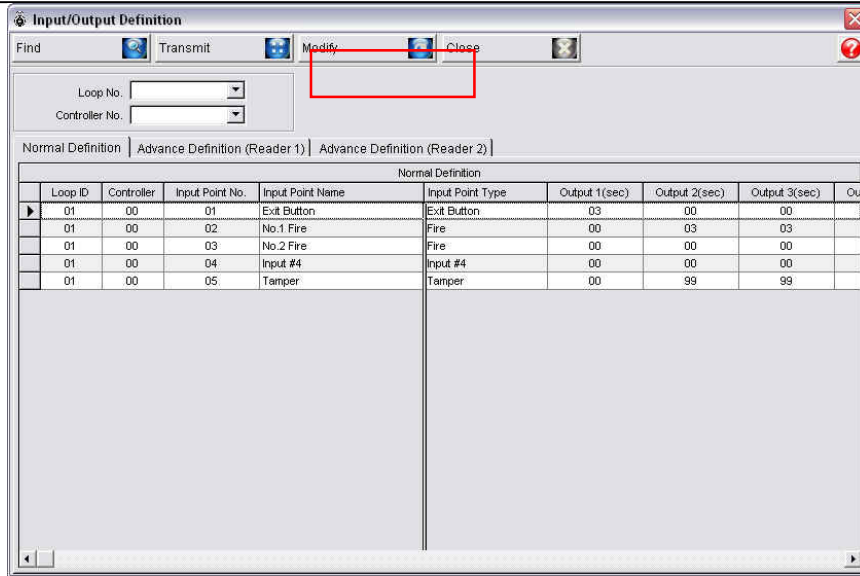 Input/Output Definition
Find Transmit Modify Close
Loop No.
Controller No.
Normal Definition Advance Definition (Reader 1) Advance Definition (Reader 2)
Normal Definition
Loop ID Controller Input Point No. Input Point Name Input Point Type Output 1(sec) Output 2(sec) Output 3(sec) Ou
01 00 01 Exit Button Exit Button 03 00 00
01 00 02 No.1 Fire Fire 00 03 03
01 00 03 No.2 Fire Fire 00 00 00
01 00 04 Input #4 Input #4 00 00 00
01 00 05 Tamper Tamper 00 99 99